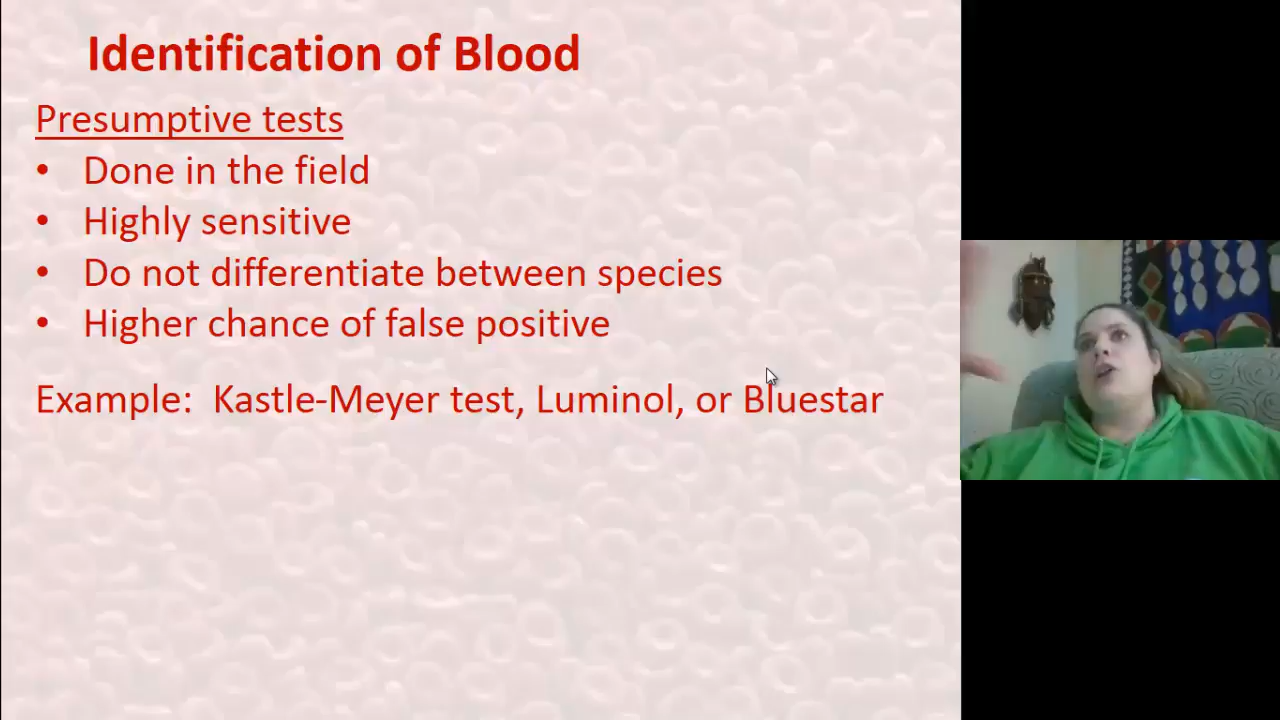 Identification of Blood
Presumptive tests
• Done in the field
• Highly sensitive
• Do not differentiate between species
• Higher chance of false positive
Example: Kastle-Meyer test, Luminol, or Bluestar